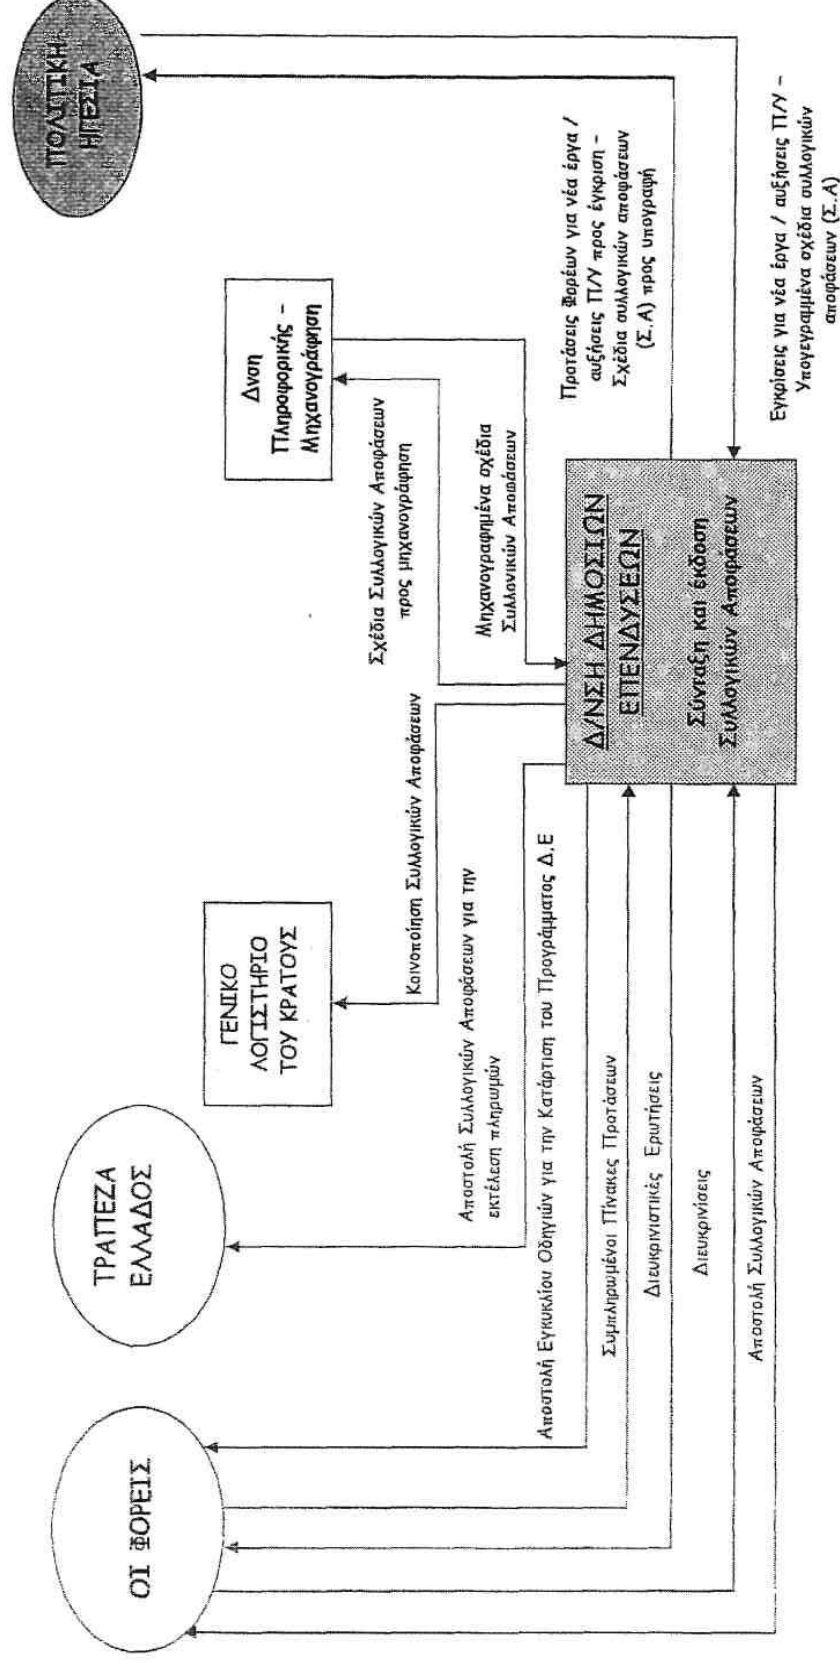 ΟΙ ΦΟΡΕΙΣ
ΤΡΑΠΕΖΑ
ΕΛΛΑΔΟΣ
ΓΕΝΙΚΟ
ΛΟΓΙΣΤΗΡΙΟ
ΤΟΥ ΚΡΑΤΟΥΣ
Δνση
Πληροφορικής –
Μηχανογράφηση
ΠΟΛΙΤΙΚΗ
ΗΓΕΣΙΑ
Σχέδια Συλλογικών Αποφάσεων
προς μηχανογράφηση
Κοινοποίηση Συλλογικών Αποφάσεων
Αποστολή Συλλογικών Αποφάσεων για την
εκτέλεση πληρωμών
Μηχανογραφημένα σχέδια
Συλλογικών Αποφάσεων
Αποστολή Εγκυκλίου Οδηγιών για την Κατάρτιση του Προγράμματος Δ.Ε
Συμπληρωμένοι Πίνακες Προτάσεων
Διευκρινιστικές Ερωτήσεις
Διευκρινίσεις
Αποστολή Συλλογικών Αποφάσεων
Δ/ΝΣΗ ΔΗΜΟΣΙΩΝ
ΕΠΕΝΔΥΣΕΩΝ
Σύνταξη και έκδοση
Συλλογικών Αποφάσεων
Προτάσεις Φορέων για νέα έργα /
αυξήσεις Π/Υ προς έγκριση –
Σχέδια συλλογικών αποφάσεων
(Σ.Α) προς υπογραφή
Εγκρίσεις για νέα έργα / αυξήσεις Π/Υ –
Υπογεγραμμένα σχέδια συλλογικών
αποφάσεων (Σ.Α)